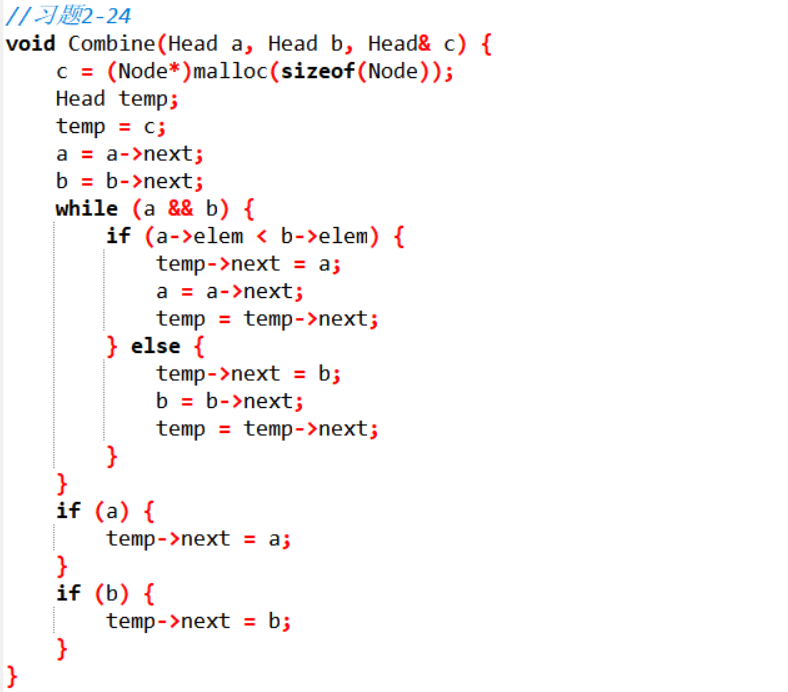 //习题2-24
void Combine(Head a, Head b, Head& c) {
    c = (Node*)malloc(sizeof(Node));
    Head temp;
    temp = c;
    a = a->next;
    b = b->next;
    while (a && b) {
        if (a->elem < b->elem) {
            temp->next = a;
            a = a->next;
            temp = temp->next;
        } else {
            temp->next = b;
            b = b->next;
            temp = temp->next;
        }
    }
    if (a) {
        temp->next = a;
    }
    if (b) {
        temp->next = b;
    }
}